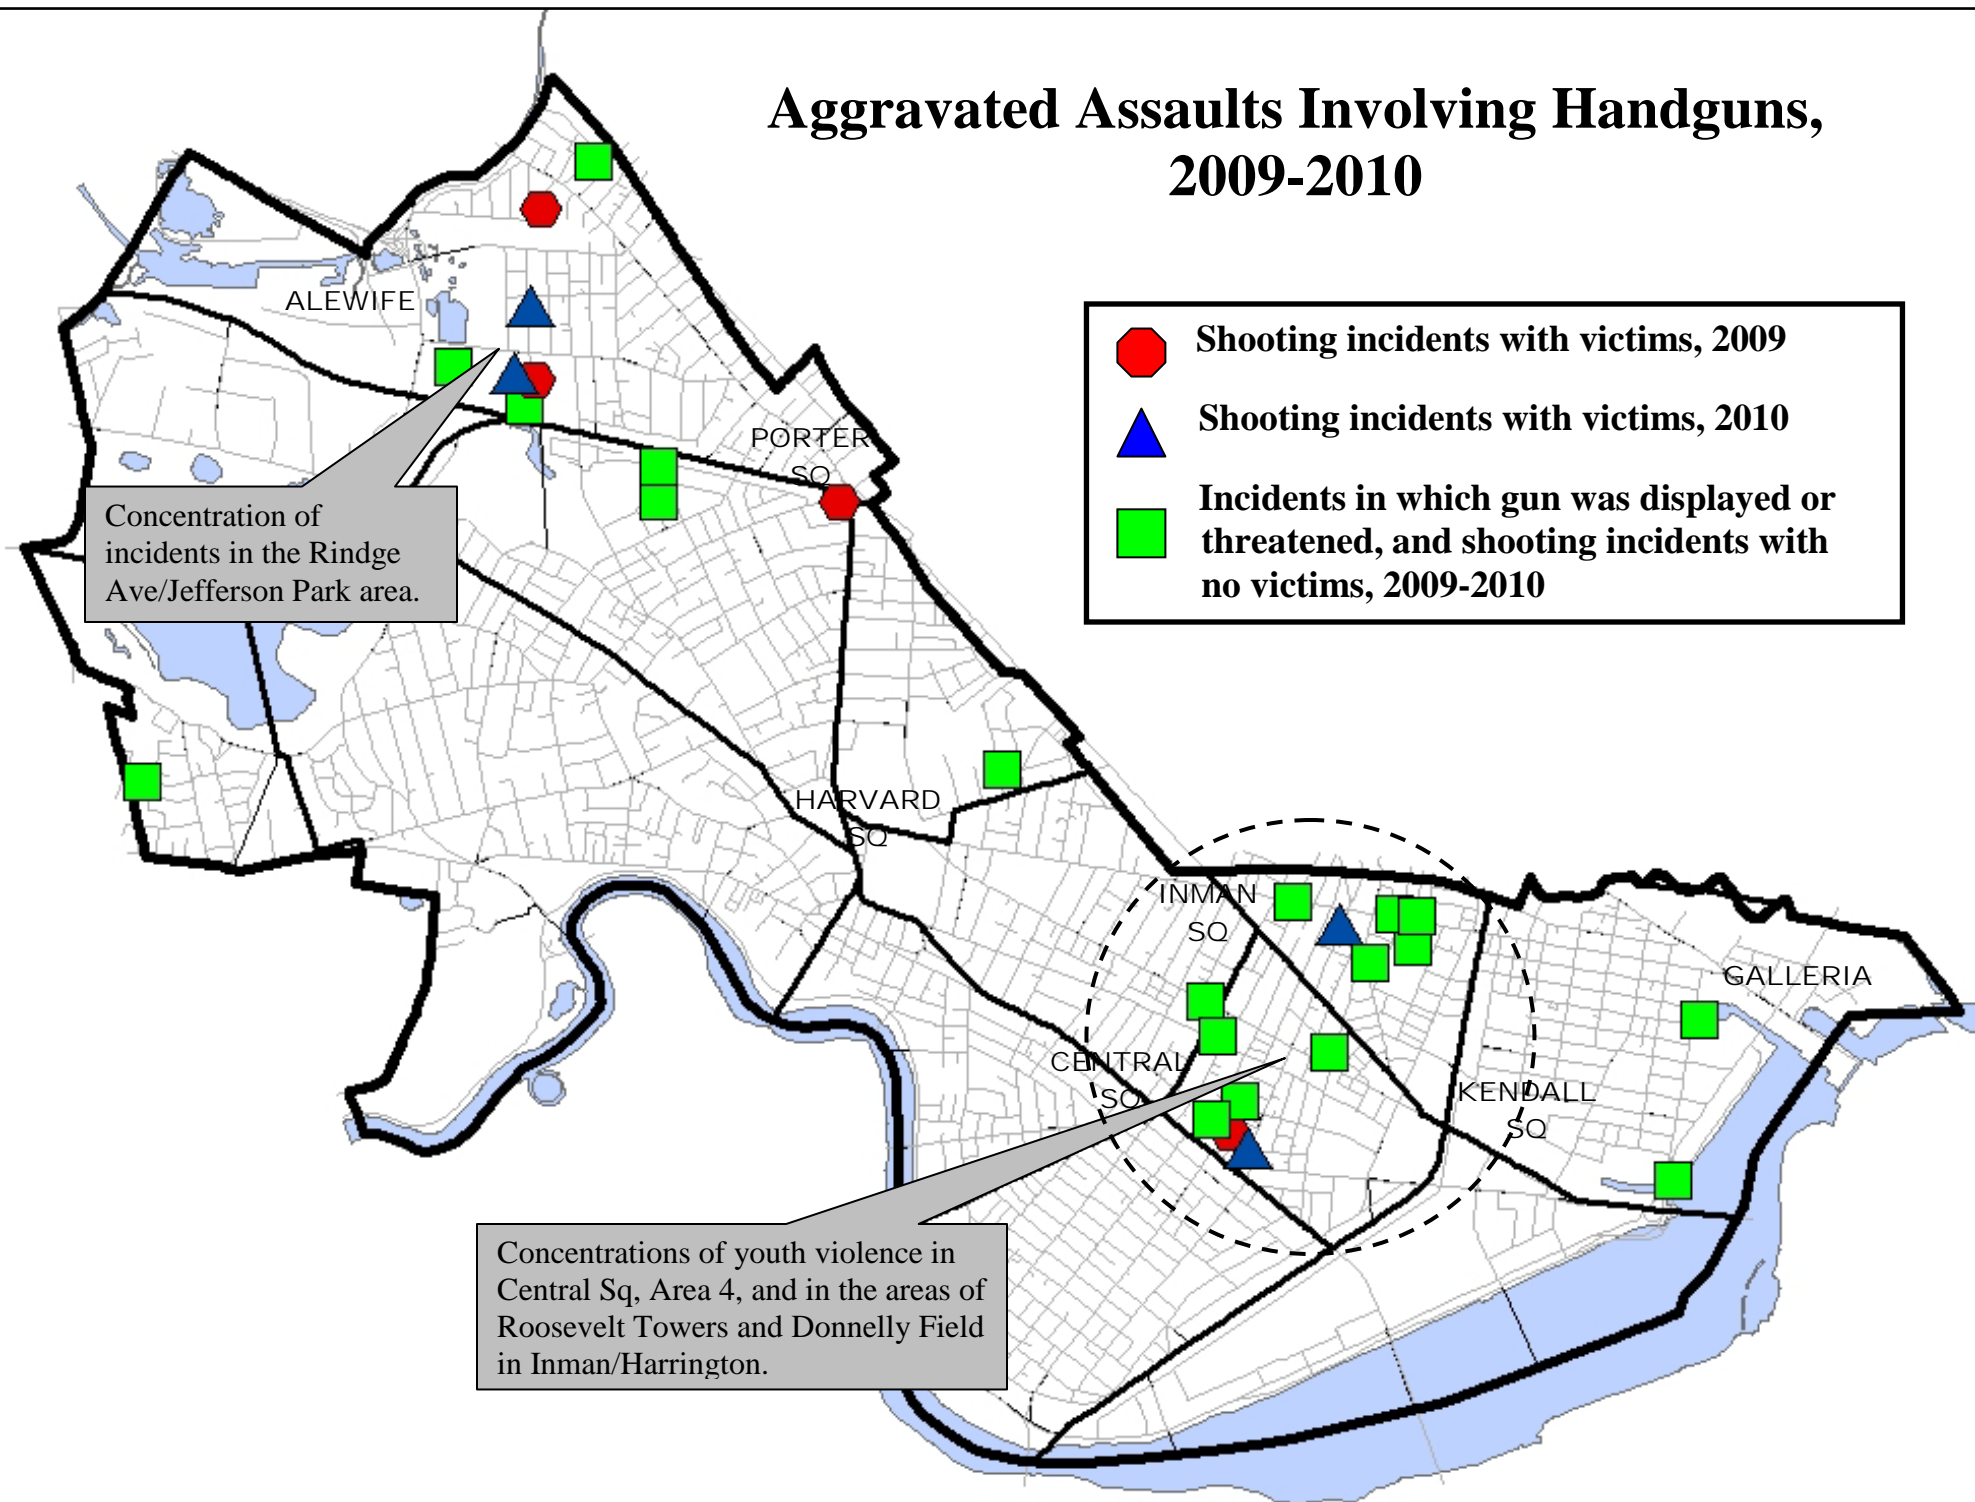 Aggravated Assaults Involving Handguns,
2009-2010
ALEWIFE
Shooting incidents with victims, 2009
Shooting incidents with victims, 2010
Incidents in which gun was displayed or
threatened, and shooting incidents with
no victims, 2009-2010
PORTER
SQ
Concentration of
incidents in the Rindge
Ave/Jefferson Park area.
HARVARD
SQ
INMAN
SQ
GALLERIA
CENTRAL
SQ
KENDALL
SQ
Concentrations of youth violence in
Central Sq, Area 4, and in the areas of
Roosevelt Towers and Donnelly Field
in Inman/Harrington.